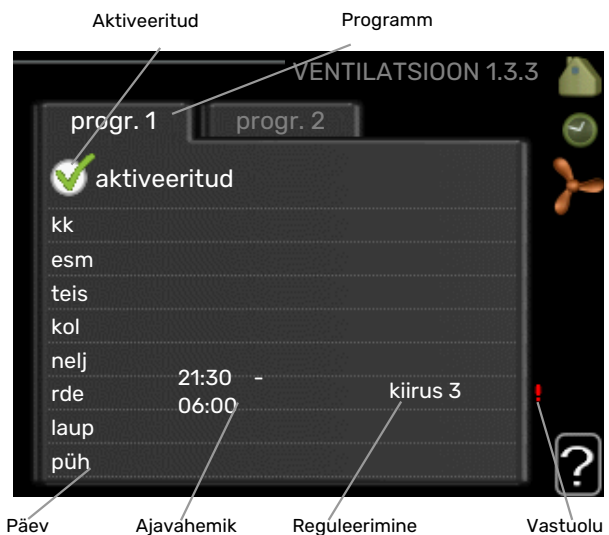 Aktiveeritud Programm
VENTILATSIOON 1.3.3
progr. 1 progr. 2
aktiveeritud
kk
esm
teis
kol
nelj
21:30 -
rde kiirus 3 !
06:00
laup
püh
?
Päev Ajavahemik Reguleerimine Vastuolu